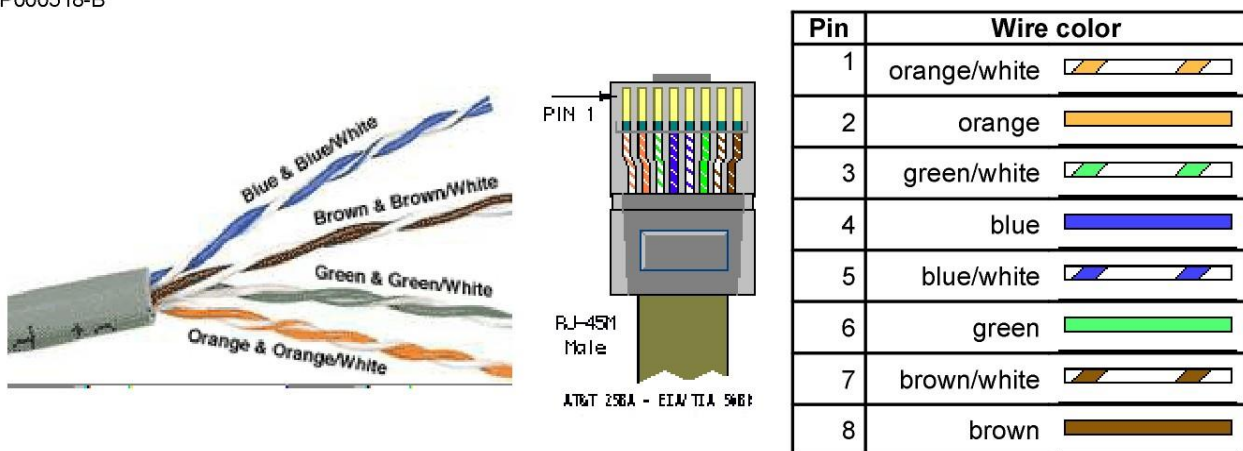 P000518-B
Blue & Blue/White
Brown & Brown/White
Green & Green/White
Orange & Orange/White
PIN 1
RJ-45M
Male
AT&T 258A - EIA/TIA
Pin Wire color
1 orange/white
2 orange
3 green/white
4 blue
5 blue/white
6 green
7 brown/white
8 brown